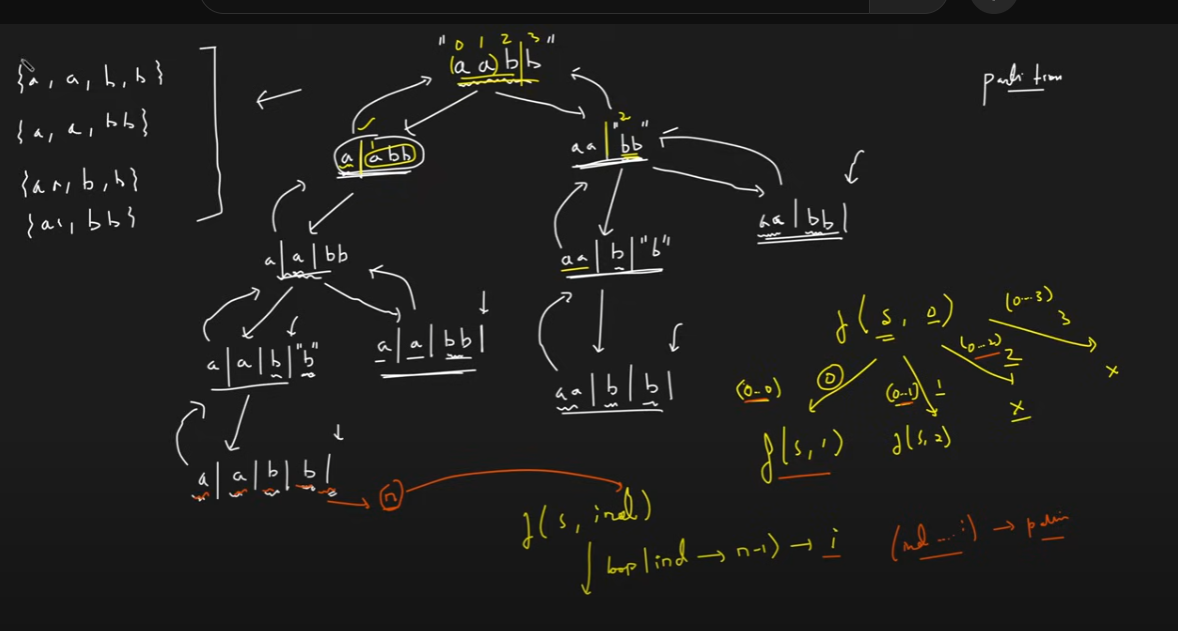 " 0 1 2 3 "
(a a) b | b
partition
{a, a, b, b}
{a, a, bb}
{aa, b, b}
{aa, bb}
a | abb
1
aa | "bb"
2
a | a | bb
aa | b | "b"
aa | bb |
a | a | b | "b"
a | a | bb |
aa | b | b |
a | a | b | b |
n
f(s, 0)
(0--0) 0
(0--1) 1
(0--2) 2
(0--3) 3
f(s, 1)
f(s, 2)
x
x
f(s, ind)
loop(ind → n-1) → i
(ind ... i) → palin